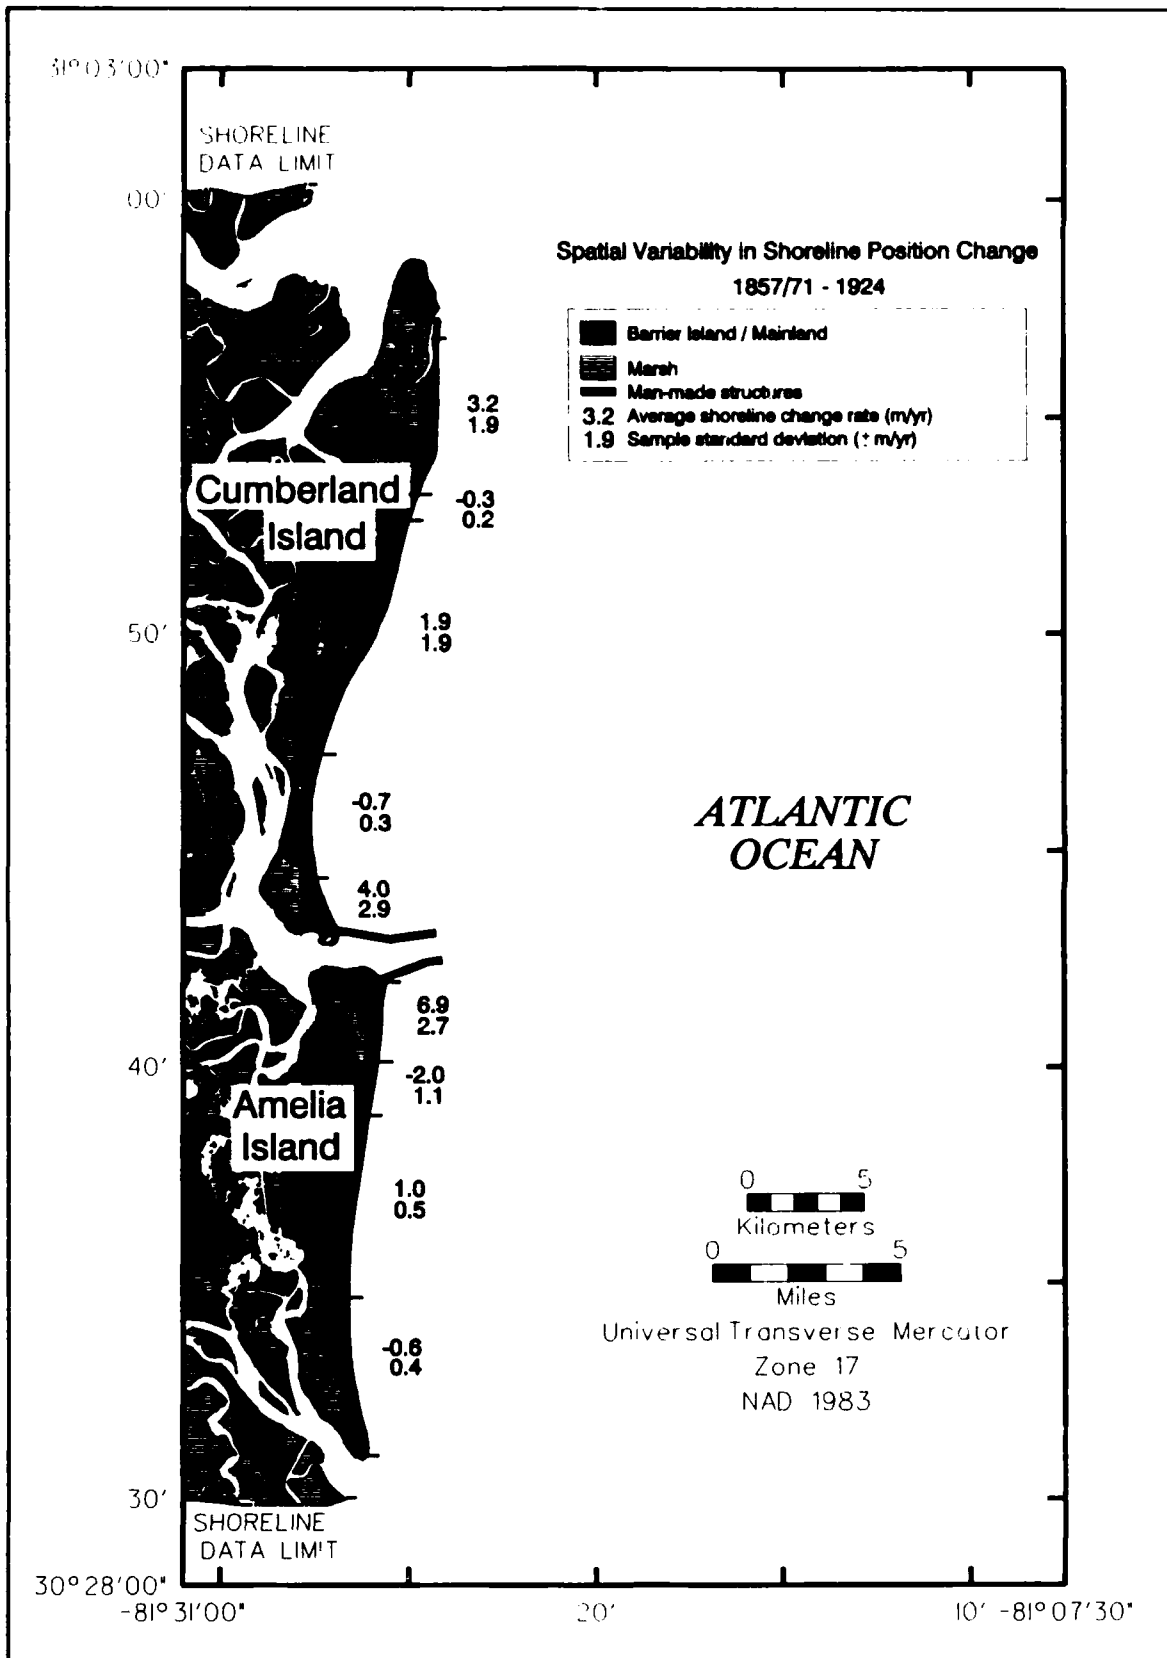 31°03'00"
SHORELINE
DATA LIMIT
00'
Spatial Variability in Shoreline Position Change
1857/71 - 1924
Barrier Island / Mainland
Marsh
Man-made structures
3.2 Average shoreline change rate (m/yr)
1.9 Sample standard deviation (± m/yr)
3.2
1.9
Cumberland
Island
-0.3
0.2
50'
1.9
1.9
-0.7
0.3
ATLANTIC
OCEAN
4.0
2.9
6.9
2.7
40'
-2.0
1.1
Amelia
Island
1.0
0.5
0 5
Kilometers
0 5
Miles
Universal Transverse Mercator
Zone 17
NAD 1983
-0.6
0.4
30'
SHORELINE
DATA LIMIT
30°28'00"
-81°31'00" 20' 10' -81°07'30"